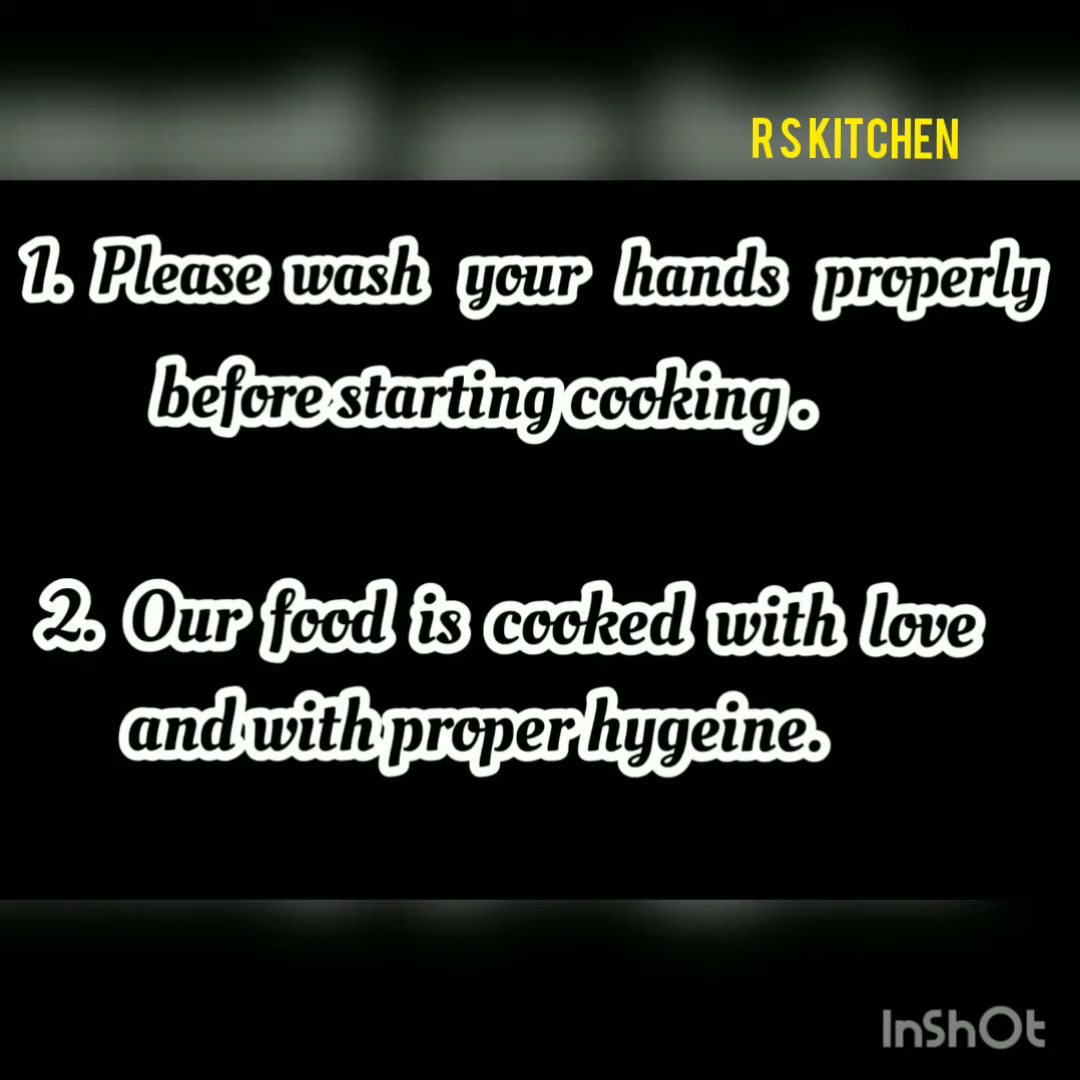 R S KITCHEN
1. Please wash your hands properly
before starting cooking.
2. Our food is cooked with love
and with proper hygeine.
InShOt